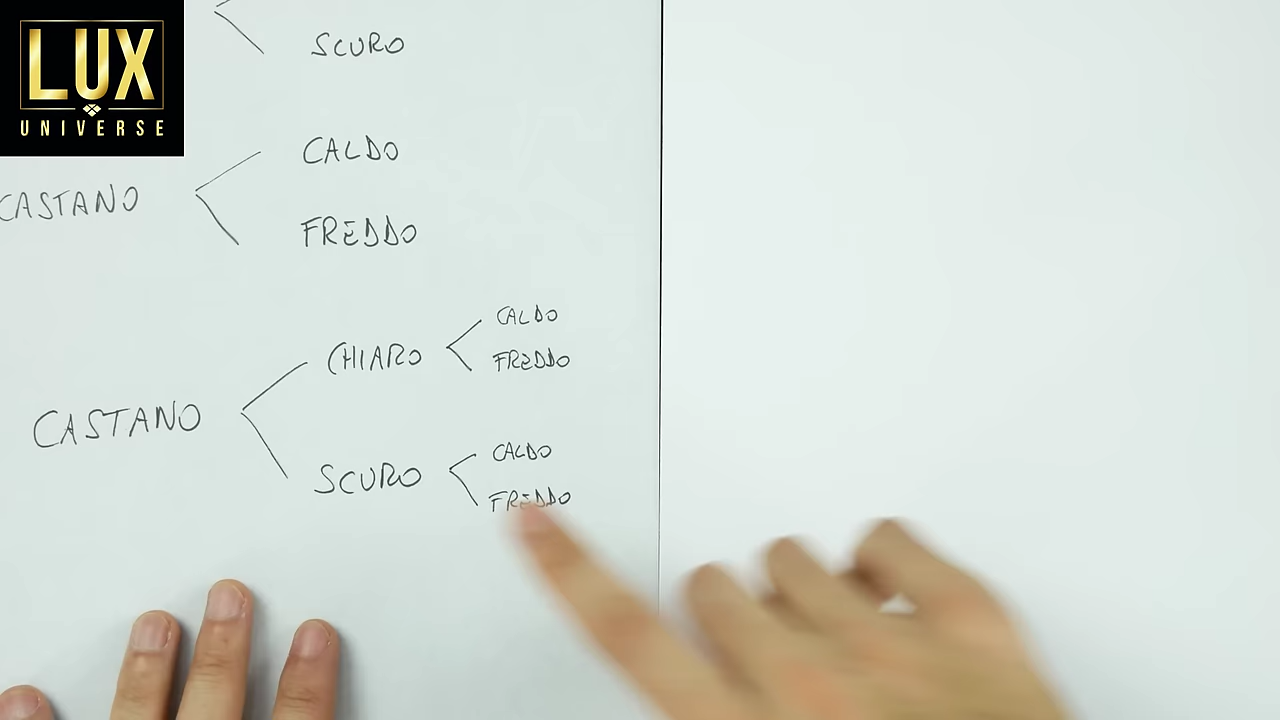 LUX
UNIVERSE
SCURO
CALDO
CASTANO
FREDDO
CALDO
CHIARO
FREDDO
CASTANO
CALDO
SCURO
FREDDO